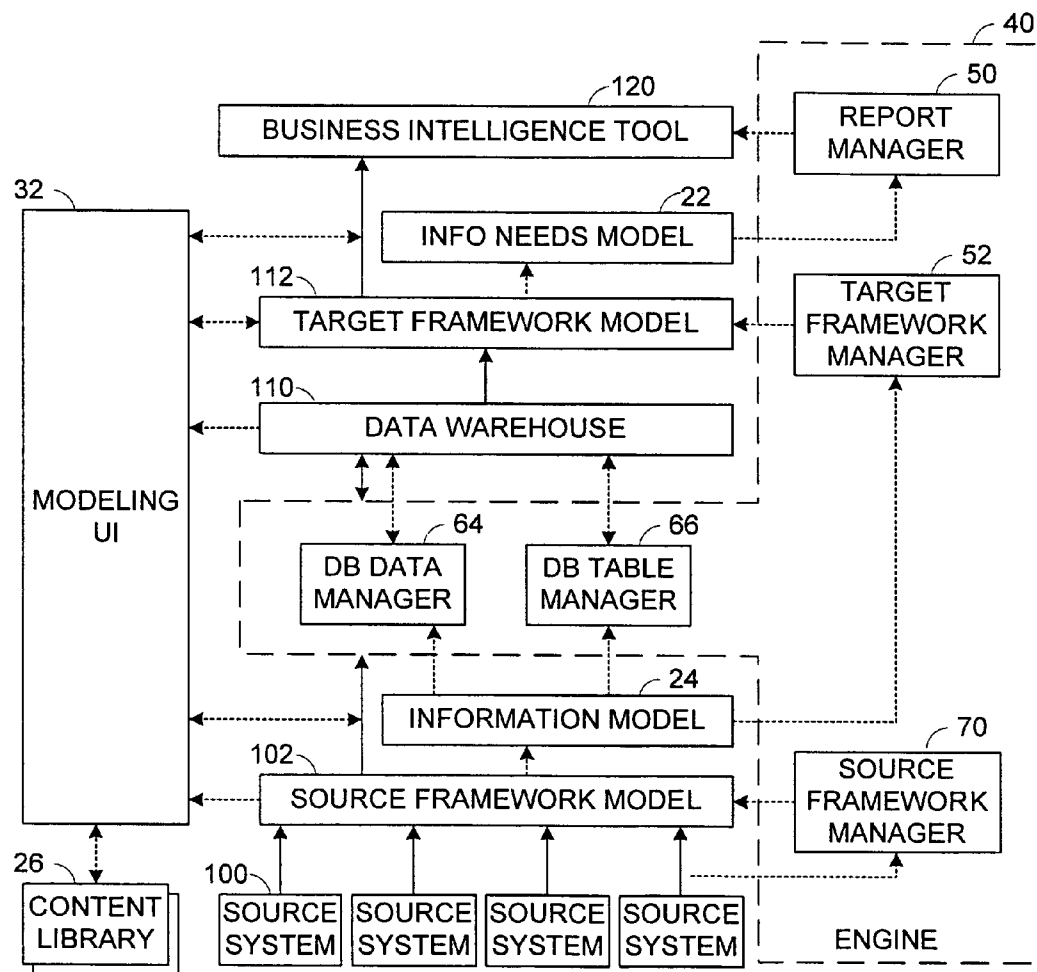 40
50
120
REPORT
MANAGER
BUSINESS INTELLIGENCE TOOL
32
22
INFO NEEDS MODEL
52
112
TARGET
FRAMEWORK
MANAGER
TARGET FRAMEWORK MODEL
110
DATA WAREHOUSE
MODELING
UI
64
66
DB DATA
MANAGER
DB TABLE
MANAGER
24
INFORMATION MODEL
70
102
SOURCE
FRAMEWORK
MANAGER
SOURCE FRAMEWORK MODEL
26
100
CONTENT
LIBRARY
SOURCE
SYSTEM
SOURCE
SYSTEM
SOURCE
SYSTEM
SOURCE
SYSTEM
ENGINE